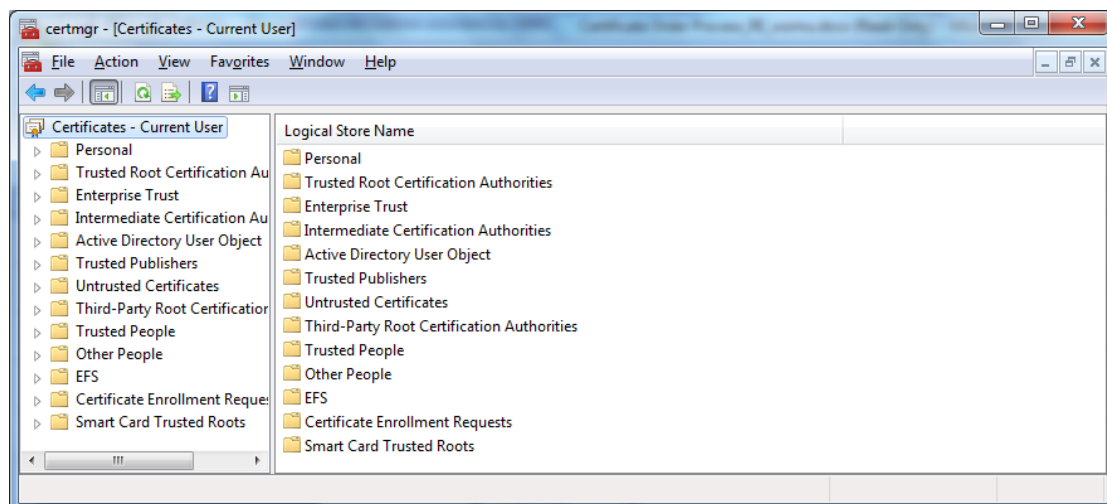 certmgr - [Certificates - Current User]
File Action View Favorites Window Help
Certificates - Current User
Personal
Trusted Root Certification Au
Enterprise Trust
Intermediate Certification Au
Active Directory User Object
Trusted Publishers
Untrusted Certificates
Third-Party Root Certification
Trusted People
Other People
EFS
Certificate Enrollment Reque
Smart Card Trusted Roots
Logical Store Name
Personal
Trusted Root Certification Authorities
Enterprise Trust
Intermediate Certification Authorities
Active Directory User Object
Trusted Publishers
Untrusted Certificates
Third-Party Root Certification Authorities
Trusted People
Other People
EFS
Certificate Enrollment Requests
Smart Card Trusted Roots